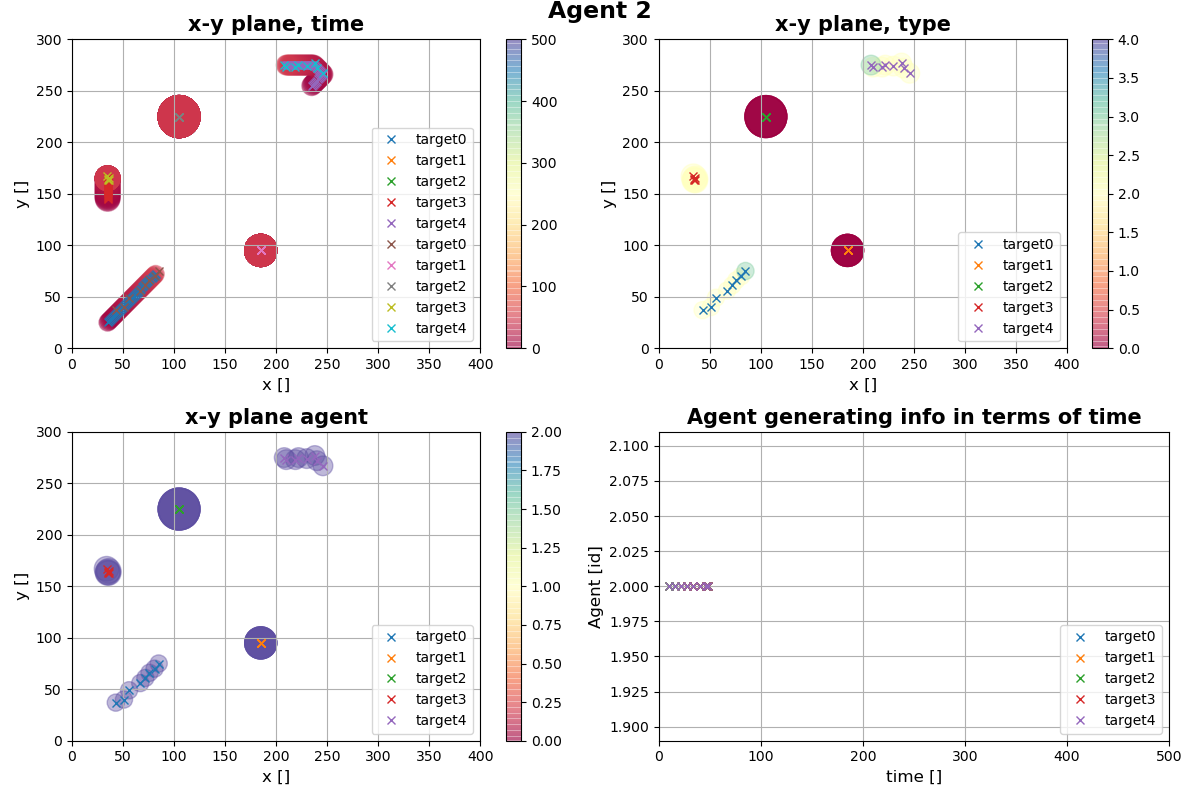 Agent 2
x-y plane, time
300
250
200
150
100
50
0
y []
0 50 100 150 200 250 300 350 400
x []
target0
target1
target2
target3
target4
target0
target1
target2
target3
target4
500
400
300
200
100
0
x-y plane, type
300
250
200
150
100
50
0
y []
0 50 100 150 200 250 300 350 400
x []
target0
target1
target2
target3
target4
4.0
3.5
3.0
2.5
2.0
1.5
1.0
0.5
0.0
x-y plane agent
300
250
200
150
100
50
0
y []
0 50 100 150 200 250 300 350 400
x []
target0
target1
target2
target3
target4
2.00
1.75
1.50
1.25
1.00
0.75
0.50
0.25
0.00
Agent generating info in terms of time
2.100
2.075
2.050
2.025
2.000
1.975
1.950
1.925
1.900
Agent [id]
0 100 200 300 400 500
time []
target0
target1
target2
target3
target4